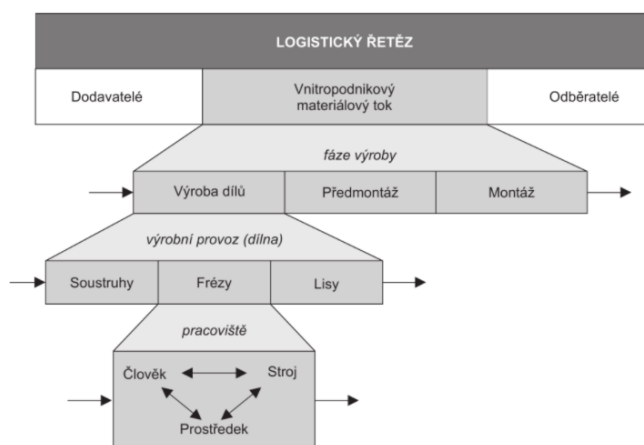 LOGISTICKÝ ŘETĚZ
Dodavatelé
Vnitropodnikový
materiálový tok
Odběratelé
fáze výroby
Výroba dílů
Předmontáž
Montáž
výrobní provoz (dílna)
Soustruhy
Frézy
Lisy
pracoviště
Člověk
Stroj
Prostředek